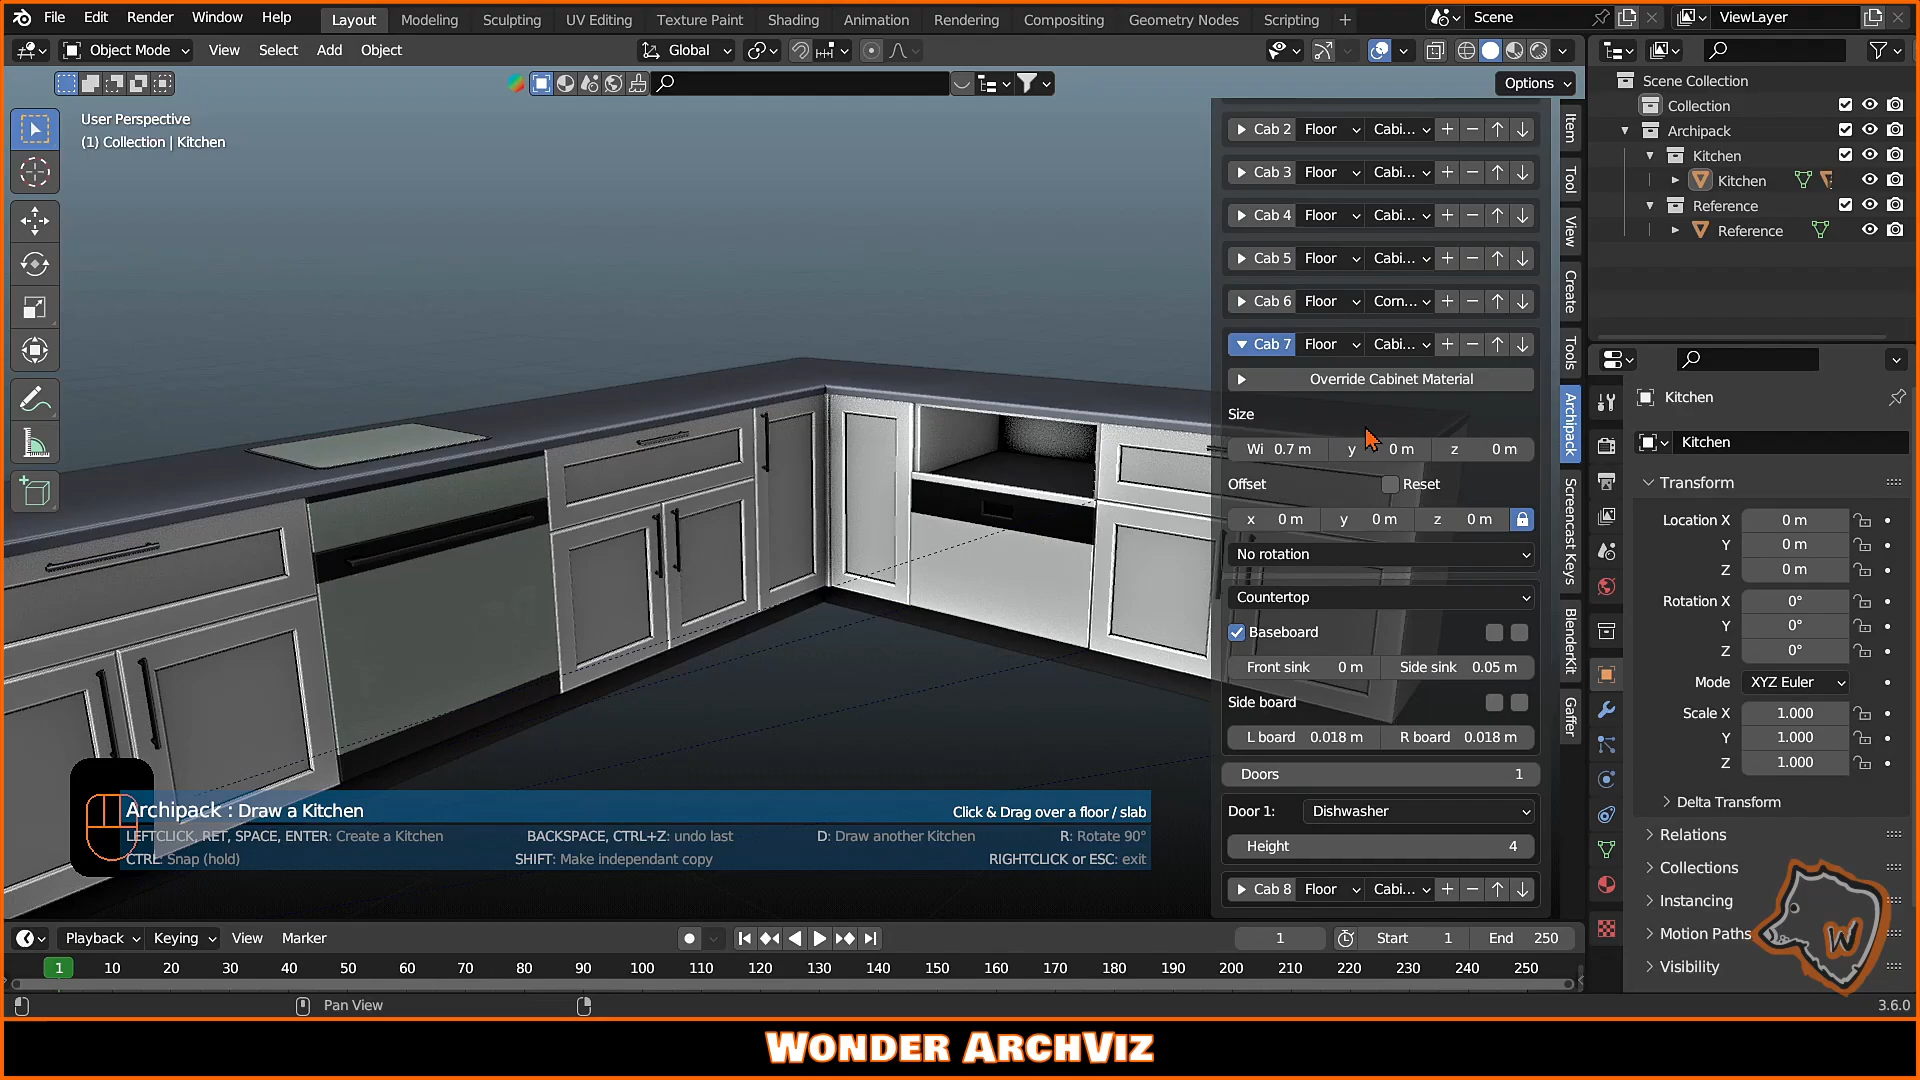 File Edit Render Window Help Layout Modeling Sculpting UV Editing Texture Paint Shading Animation Rendering Compositing Geometry Nodes Scripting + Scene ViewLayer
Object Mode View Select Add Object Global
Options
User Perspective
(1) Collection | Kitchen
Cab 2 Floor Cabi...
Cab 3 Floor Cabi...
Cab 4 Floor Cabi...
Cab 5 Floor Cabi...
Cab 6 Floor Corn...
Cab 7 Floor Cabi...
Override Cabinet Material
Size
Wi 0.7 m y 0 m z 0 m
Offset Reset
x 0 m y 0 m z 0 m
No rotation
Countertop
Baseboard
Front sink 0 m Side sink 0.05 m
Side board
L board 0.018 m R board 0.018 m
Doors 1
Door 1: Dishwasher
Height 4
Cab 8 Floor Cabi...
Item
Tool
View
Create
Tools
Archipack
Screencast Keys
BlenderKit
Gaffer
Scene Collection
Collection
Archipack
Kitchen
Kitchen
Reference
Reference
Kitchen
Kitchen
Transform
Location X 0 m
Y 0 m
Z 0 m
Rotation X 0°
Y 0°
Z 0°
Mode XYZ Euler
Scale X 1.000
Y 1.000
Z 1.000
Delta Transform
Relations
Collections
Instancing
Motion Paths
Visibility
W
Archipack : Draw a Kitchen Click & Drag over a floor / slab
LEFTCLICK, RET, SPACE, ENTER: Create a Kitchen BACKSPACE, CTRL+Z: undo last D: Draw another Kitchen R: Rotate 90°
CTRL: Snap (hold) SHIFT: Make independant copy RIGHTCLICK or ESC: exit
Playback Keying View Marker 1 Start 1 End 250
1 10 20 30 40 50 60 70 80 90 100 110 120 130 140 150 160 170 180 190 200 210 220 230 240 250
Pan View 3.6.0
WONDER ARCHVIZ